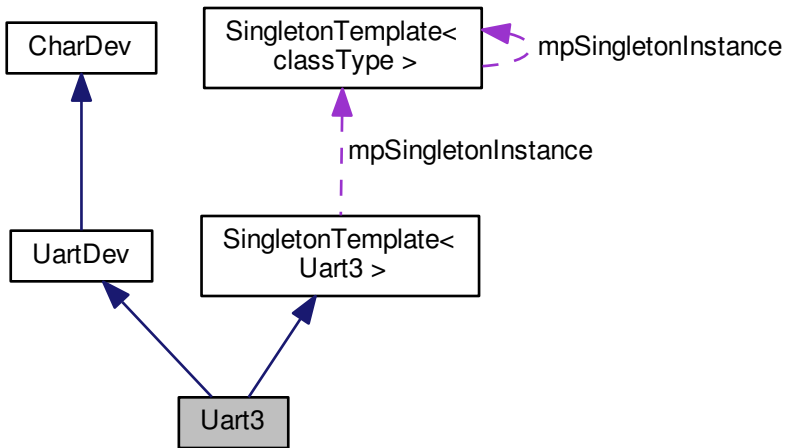 CharDev
SingletonTemplate<
classType >
mpSingletonInstance
mpSingletonInstance
UartDev
SingletonTemplate<
Uart3 >
Uart3